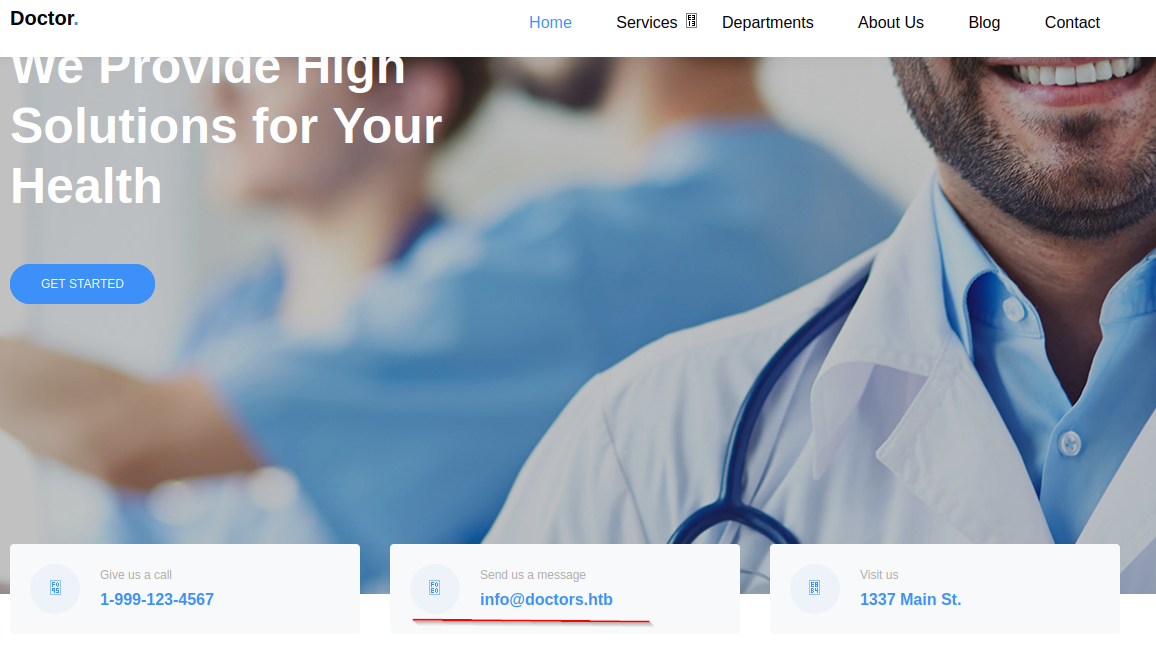 Doctor.
Home Services Departments About Us Blog Contact
We Provide High
Solutions for Your
Health
GET STARTED
Give us a call
1-999-123-4567
Send us a message
info@doctors.htb
Visit us
1337 Main St.